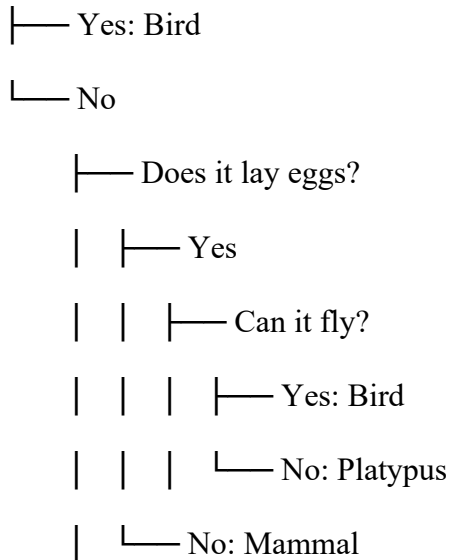 ├── Yes: Bird
└── No
├── Does it lay eggs?
│ ├── Yes
│ │ ├── Can it fly?
│ │ │ ├── Yes: Bird
│ │ │ └── No: Platypus
│ └── No: Mammal